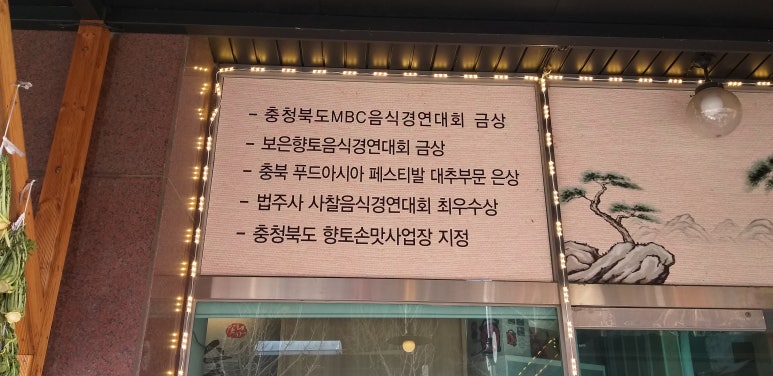 - 충청북도MBC음식경연대회 금상
- 보은향토음식경연대회 금상
- 충북 푸드아시아 페스티발 대추부문 은상
- 법주사 사찰음식경연대회 최우수상
- 충청북도 향토손맛사업장 지정